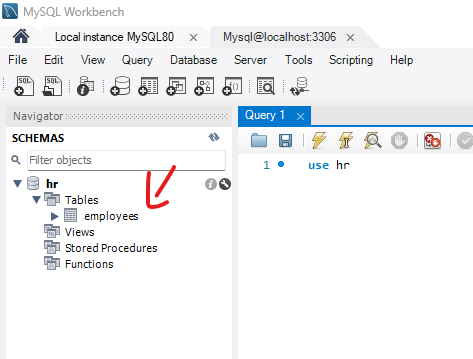 MySQL Workbench
Local instance MySQL80 × Mysql@localhost:3306 ×
File Edit View Query Database Server Tools Scripting Help
Navigator
SCHEMAS
Filter objects
hr
Tables
employees
Views
Stored Procedures
Functions
Query 1 ×
1 use hr